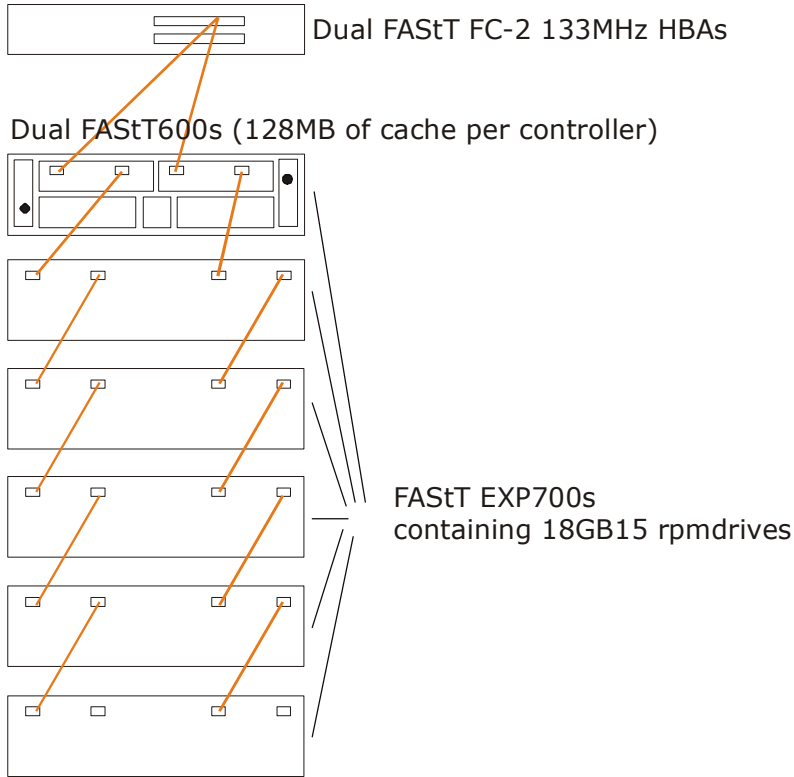 Dual FAStT FC-2 133MHz HBAs
Dual FAStT600s (128MB of cache per controller)
FAStT EXP700s
containing 18GB15 rpmdrives